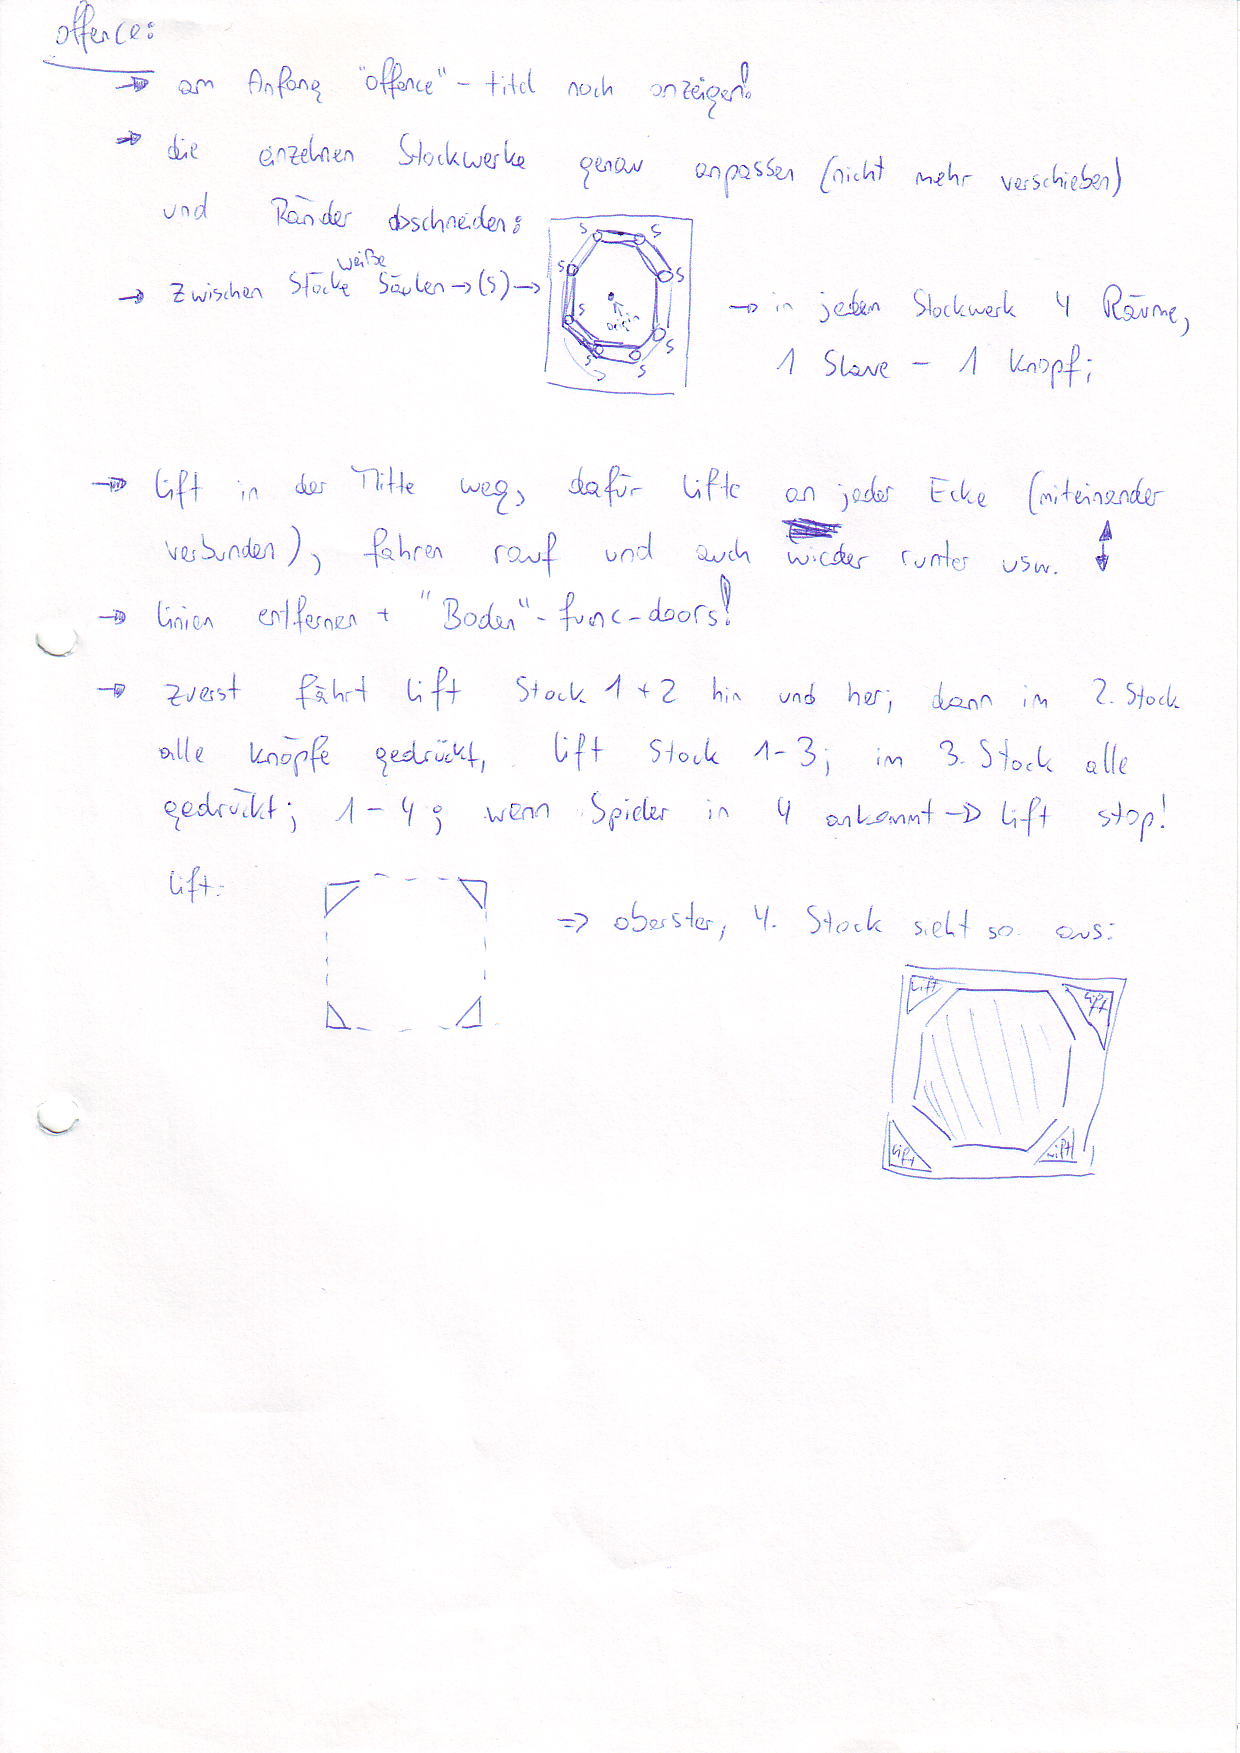 offence:
→ am Anfang "offence" - titel noch anzeigen!
→ die einzelnen Stockwerke genau anpassen (nicht mehr verschieben)
und Ränder abschneiden:
→ zwischen Stöcke weiße Säulen → (S) →
S S S S S S S S
→ in jedem Stockwerk 4 Räume,
1 Slave - 1 Knopf;
→ Lift in der Mitte weg, dafür Lifte an jeder Ecke (miteinander
verbunden), fahren rauf und auch wieder runter usw.
→ Linien entfernen + "Boden"-func-doors!
→ zuerst fährt Lift Stock 1+2 hin und her; dann im 2. Stock
alle Knöpfe gedrückt, Lift Stock 1-3; im 3. Stock alle
gedrückt; 1-4; wenn Spieler in 4 ankommt → Lift stop!
Lift:
⇒ oberster, 4. Stock sieht so aus:
Lift Lift
Lift Lift